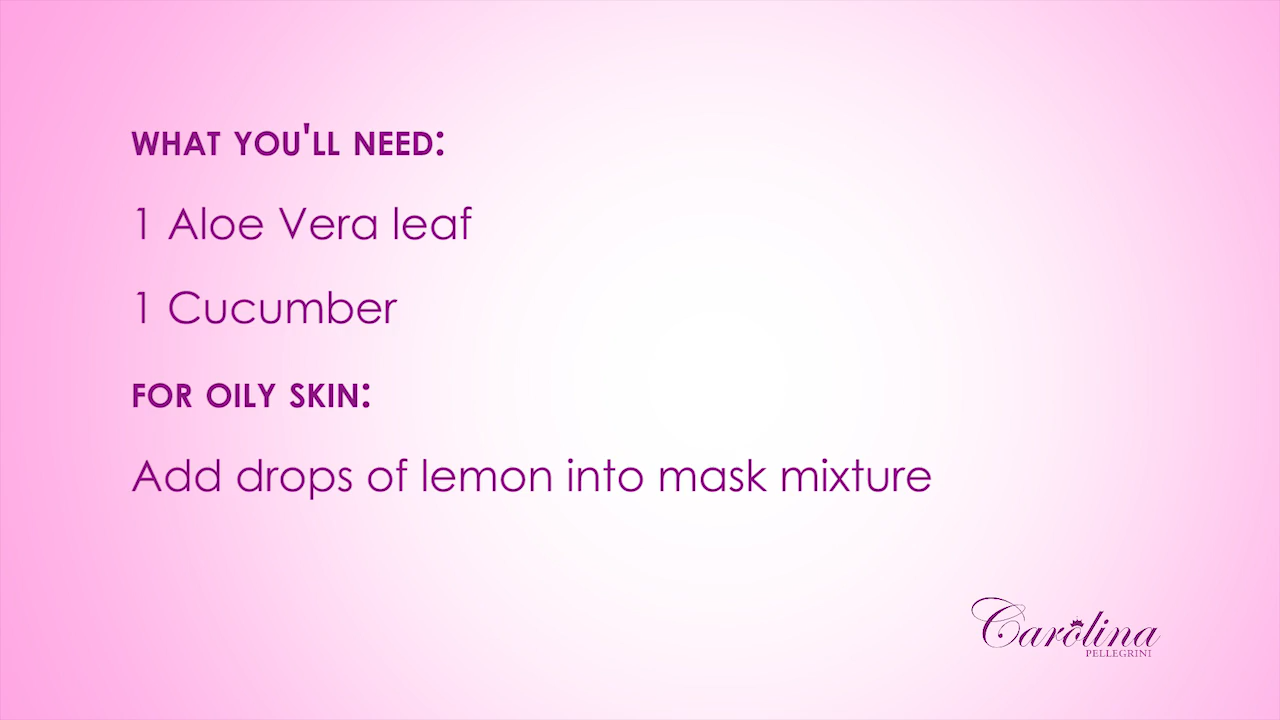 WHAT YOU'LL NEED:
1 Aloe Vera leaf
1 Cucumber
FOR OILY SKIN:
Add drops of lemon into mask mixture
Carolina
PELLEGRINI